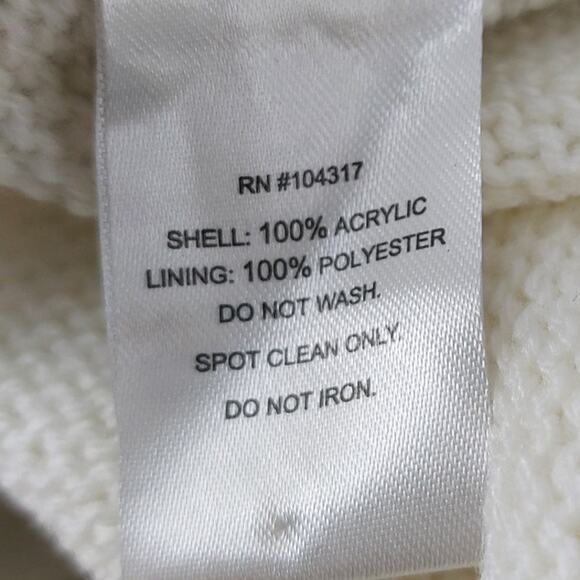 RN #104317
SHELL: 100% ACRYLIC
LINING: 100% POLYESTER
DO NOT WASH.
SPOT CLEAN ONLY.
DO NOT IRON.